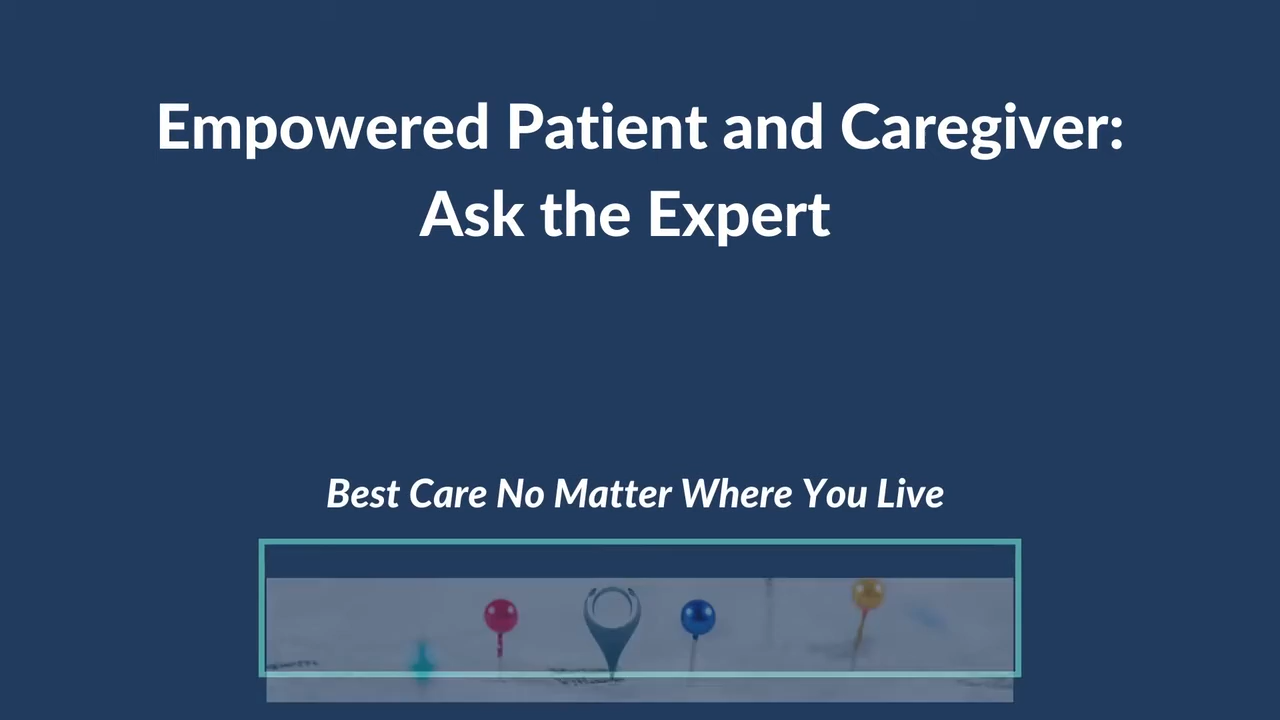 Empowered Patient and Caregiver:
Ask the Expert
Best Care No Matter Where You Live